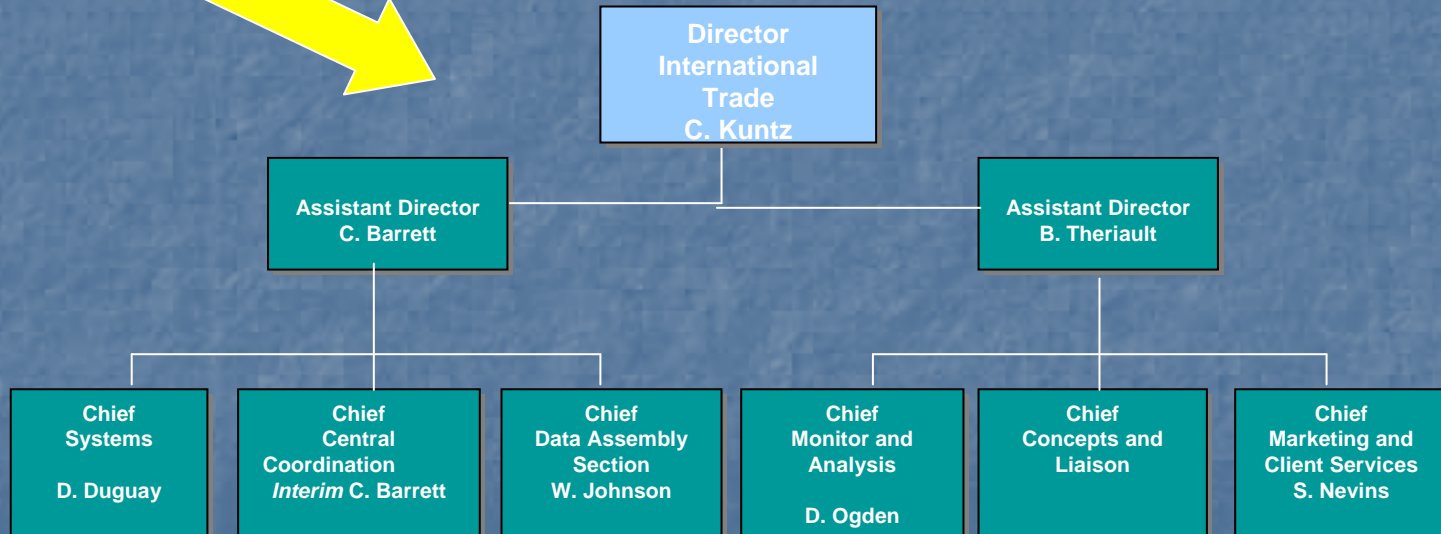 Director
International
Trade
C. Kuntz
Assistant Director
C. Barrett
Assistant Director
B. Theriault
Chief
Systems
D. Duguay
Chief
Central
Coordination
Interim C. Barrett
Chief
Data Assembly
Section
W. Johnson
Chief
Monitor and
Analysis
D. Ogden
Chief
Concepts and
Liaison
Chief
Marketing and
Client Services
S. Nevins